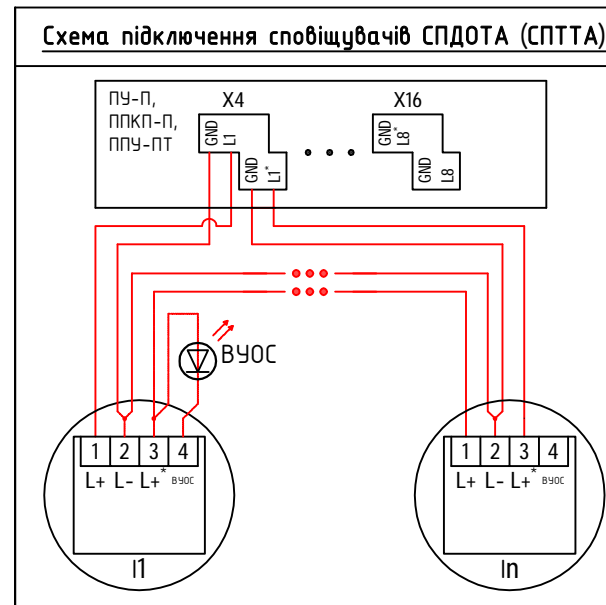 Схема підключення сповіщувачів СПДОТА (СПТТА)
ПУ-П,
ППКП-П,
ППУ-ПТ
X4
X16
GND
L1
GND
L1*
L8*
GND
GND
L8
ВУОС
1 2 3 4
L+ L- L+* ВУОС
I1
1 2 3 4
L+ L- L+* ВУОС
In